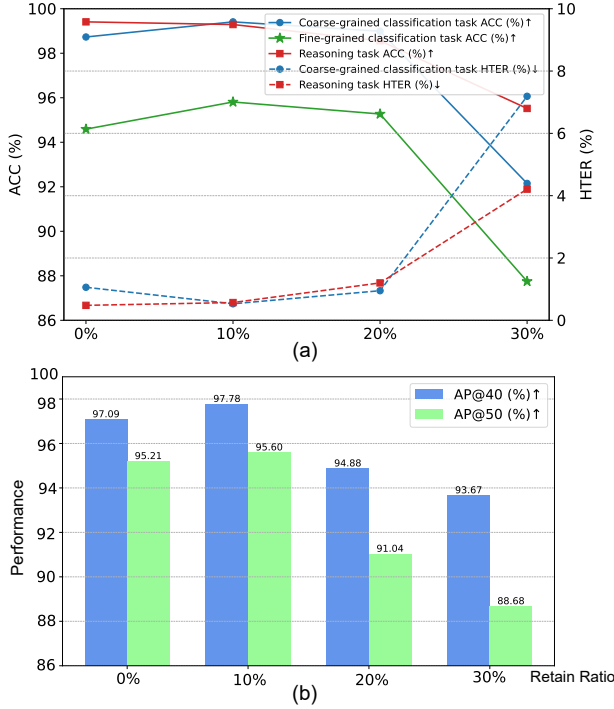 100
98
96
94
92
90
88
86
ACC (%)
10
8
6
4
2
0
HTER (%)
Coarse-grained classification task ACC (%)↑
Fine-grained classification task ACC (%)↑
Reasoning task ACC (%)↑
Coarse-grained classification task HTER (%)↓
Reasoning task HTER (%)↓
0% 10% 20% 30%
(a)
100
98
96
94
92
90
88
86
Performance
AP@40 (%)↑
AP@50 (%)↑
97.09
95.21
97.78
95.60
94.88
91.04
93.67
88.68
0% 10% 20% 30% Retain Ratio
(b)